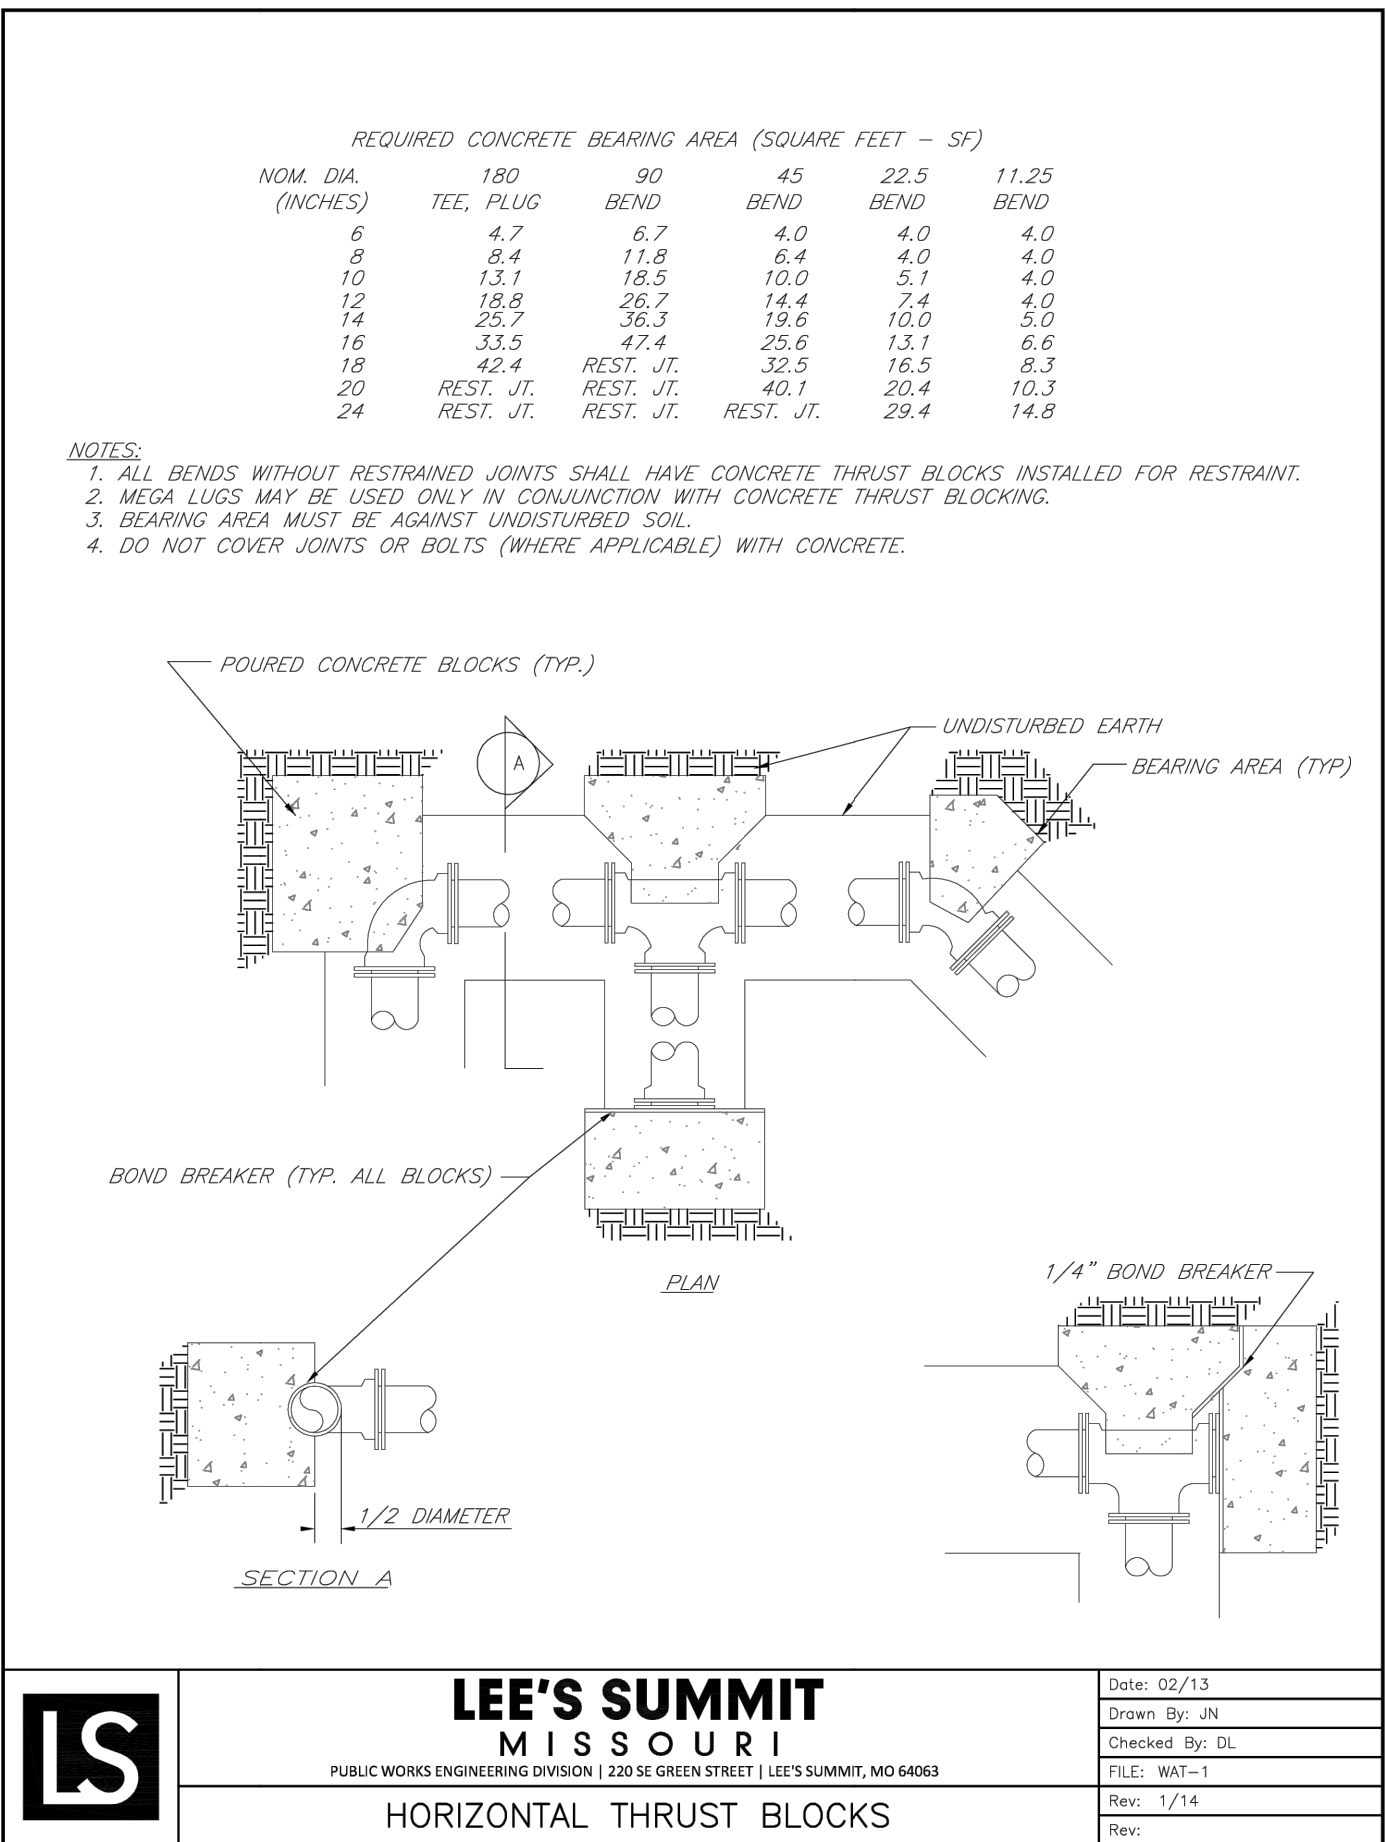 REQUIRED CONCRETE BEARING AREA (SQUARE FEET – SF)
NOM. DIA. 180 90 45 22.5 11.25
(INCHES) TEE, PLUG BEND BEND BEND BEND
6 4.7 6.7 4.0 4.0 4.0
8 8.4 11.8 6.4 4.0 4.0
10 13.1 18.5 10.0 5.1 4.0
12 18.8 26.7 14.4 7.4 4.0
14 25.7 36.3 19.6 10.0 5.0
16 33.5 47.4 25.6 13.1 6.6
18 42.4 REST. JT. 32.5 16.5 8.3
20 REST. JT. REST. JT. 40.1 20.4 10.3
24 REST. JT. REST. JT. REST. JT. 29.4 14.8
NOTES:
1. ALL BENDS WITHOUT RESTRAINED JOINTS SHALL HAVE CONCRETE THRUST BLOCKS INSTALLED FOR RESTRAINT.
2. MEGA LUGS MAY BE USED ONLY IN CONJUNCTION WITH CONCRETE THRUST BLOCKING.
3. BEARING AREA MUST BE AGAINST UNDISTURBED SOIL.
4. DO NOT COVER JOINTS OR BOLTS (WHERE APPLICABLE) WITH CONCRETE.
POURED CONCRETE BLOCKS (TYP.)
UNDISTURBED EARTH
A
BEARING AREA (TYP)
BOND BREAKER (TYP. ALL BLOCKS)
PLAN
1/4" BOND BREAKER
1/2 DIAMETER
SECTION A
LS
LEE'S SUMMIT
MISSOURI
PUBLIC WORKS ENGINEERING DIVISION | 220 SE GREEN STREET | LEE'S SUMMIT, MO 64063
HORIZONTAL THRUST BLOCKS
Date: 02/13
Drawn By: JN
Checked By: DL
FILE: WAT–1
Rev: 1/14
Rev: